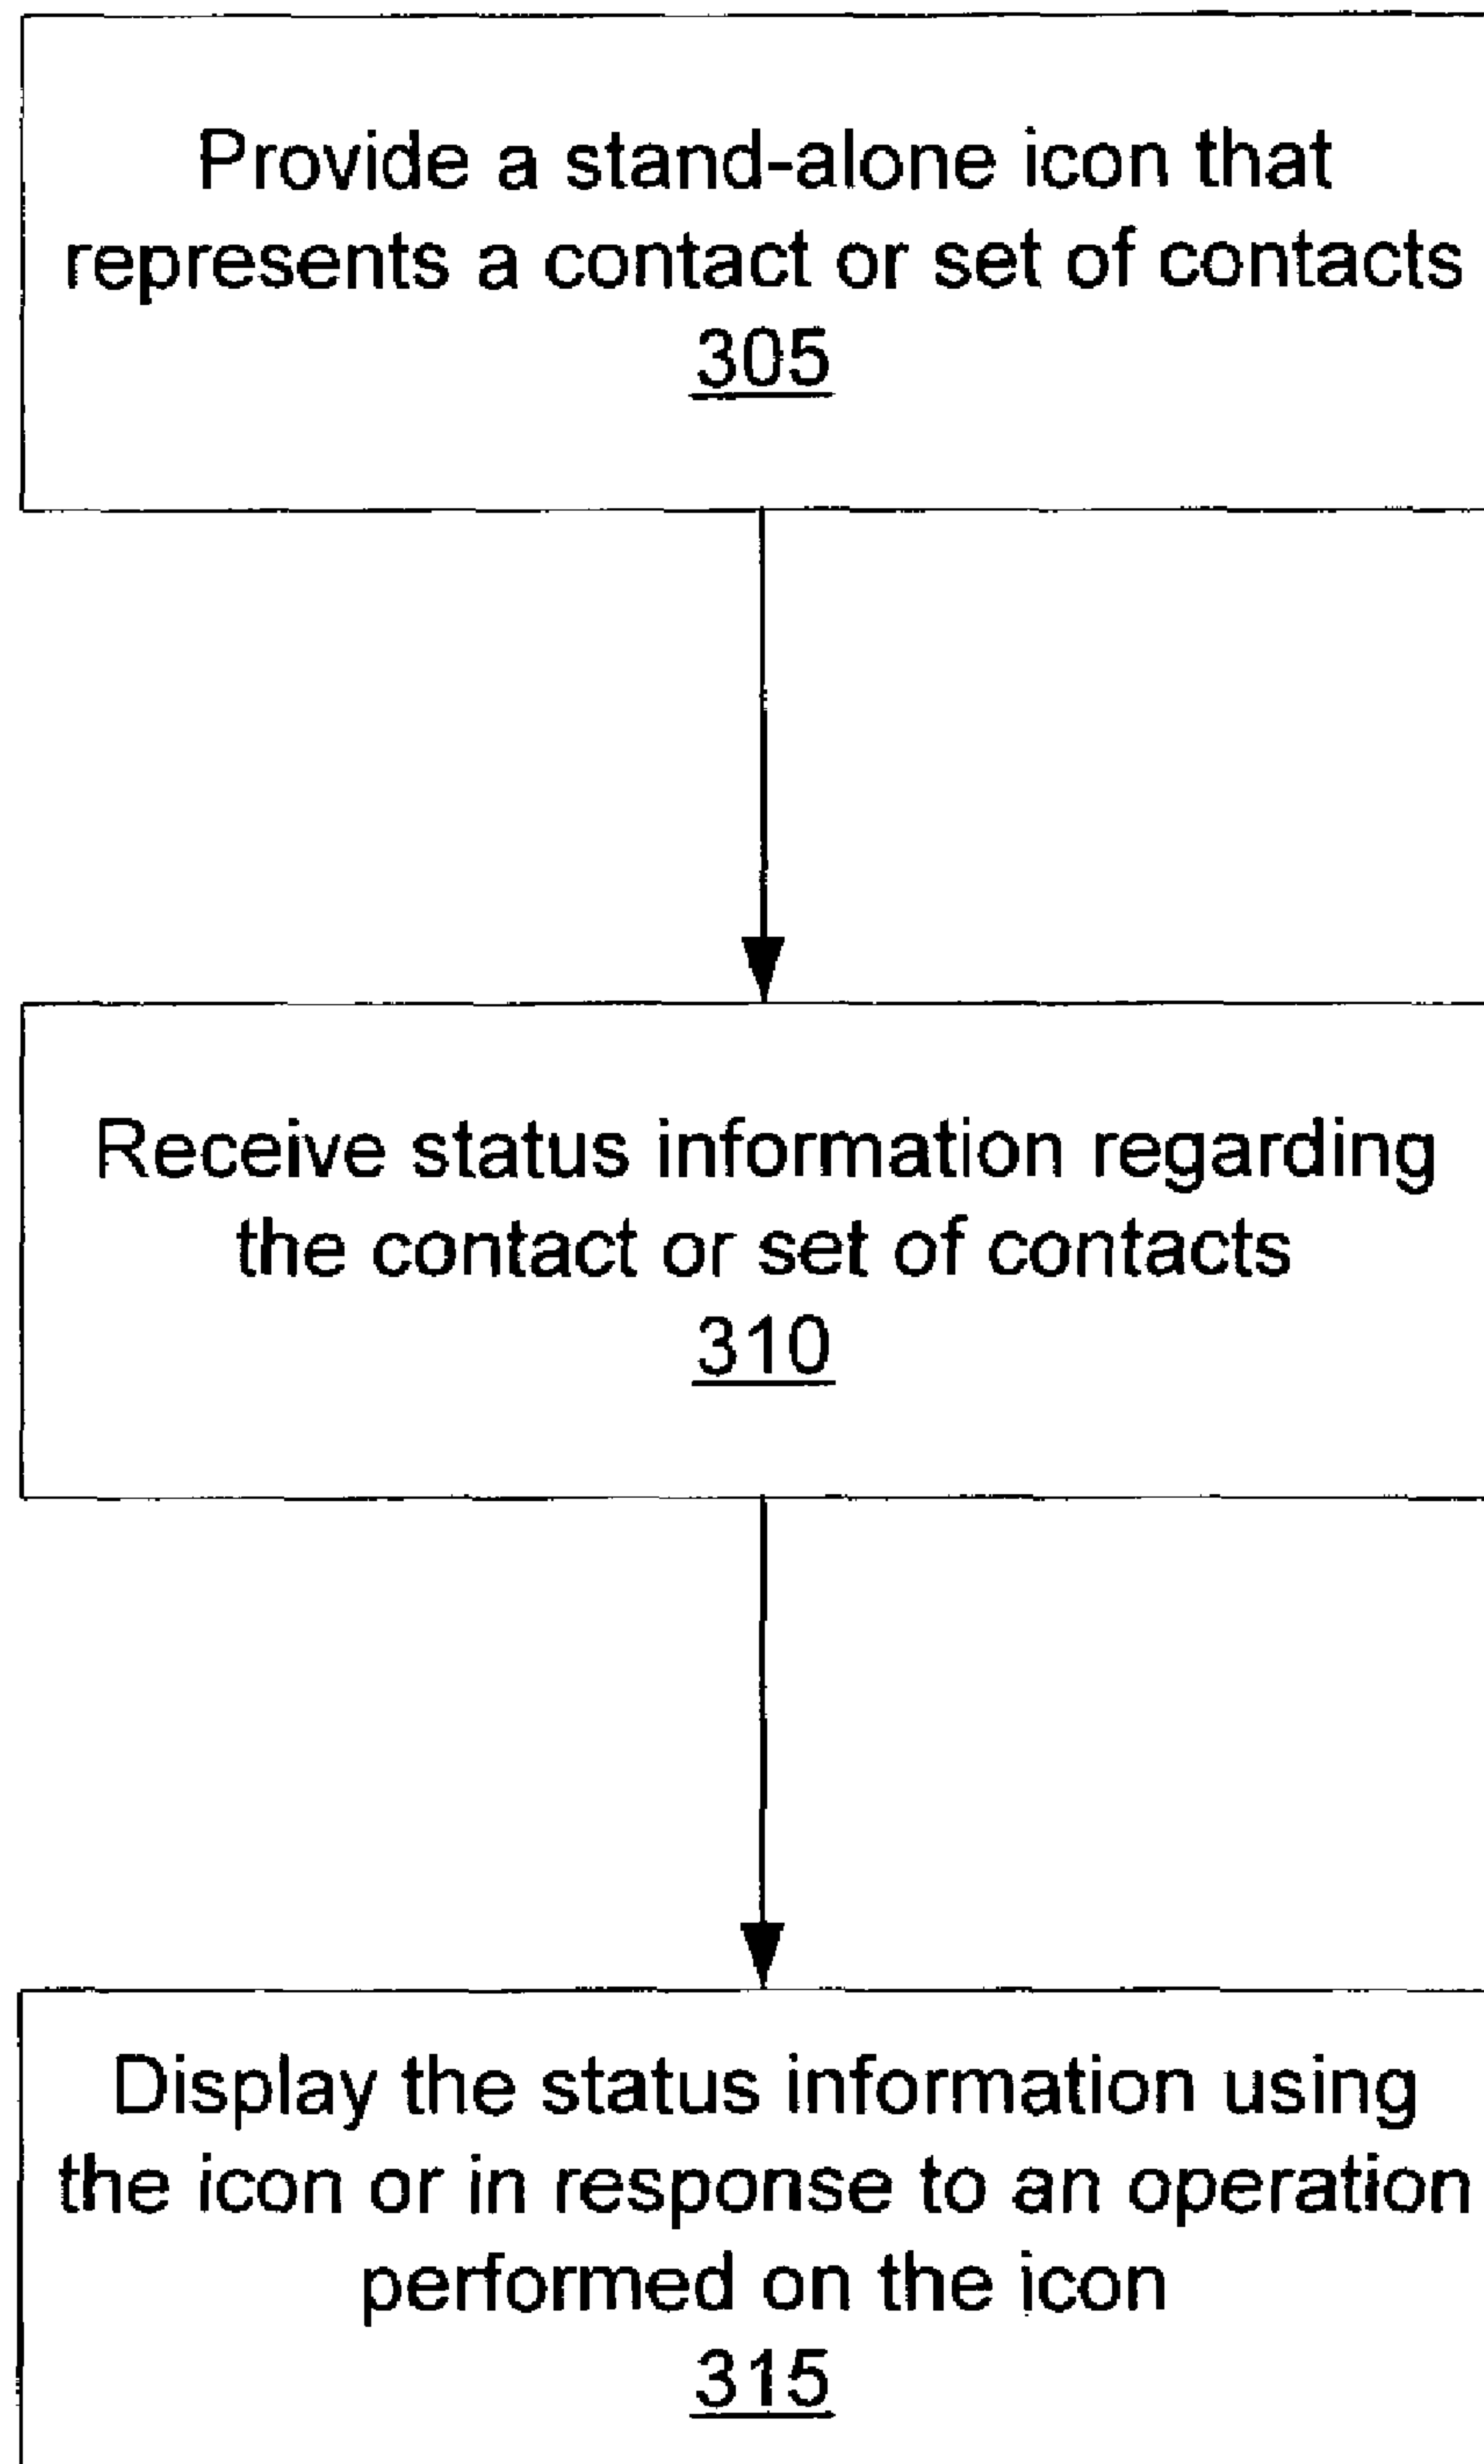 Provide a stand-alone icon that
represents a contact or set of contacts
305
Receive status information regarding
the contact or set of contacts
310
Display the status information using
the icon or in response to an operation
performed on the icon
315